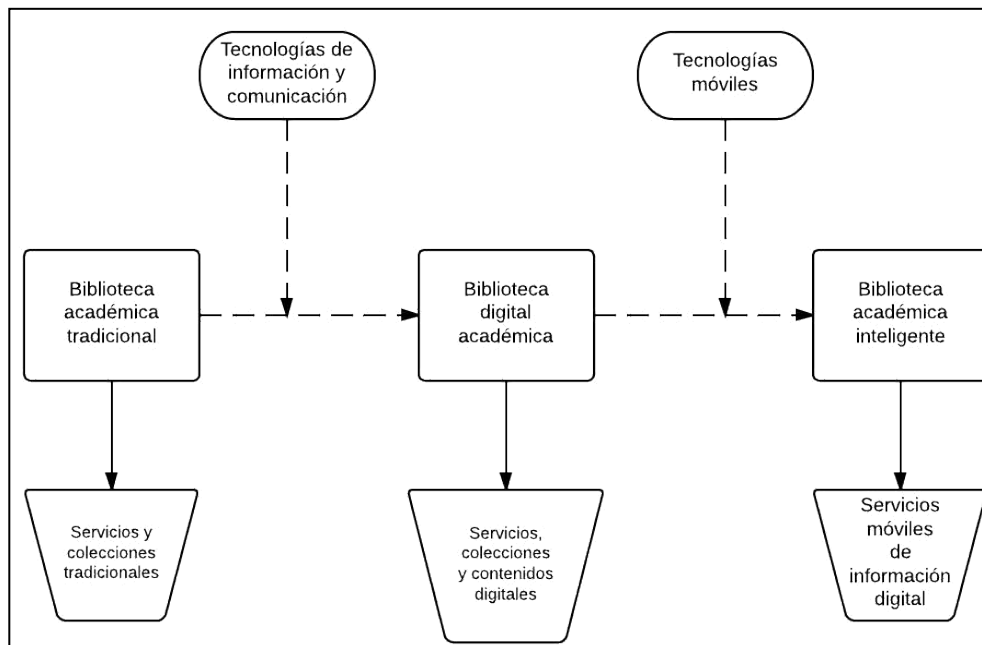 Tecnologías de
información y
comunicación
Tecnologías
móviles
Biblioteca
académica
tradicional
Biblioteca
digital
académica
Biblioteca
académica
inteligente
Servicios y
colecciones
tradicionales
Servicios,
colecciones
y contenidos
digitales
Servicios
móviles
de
información
digital